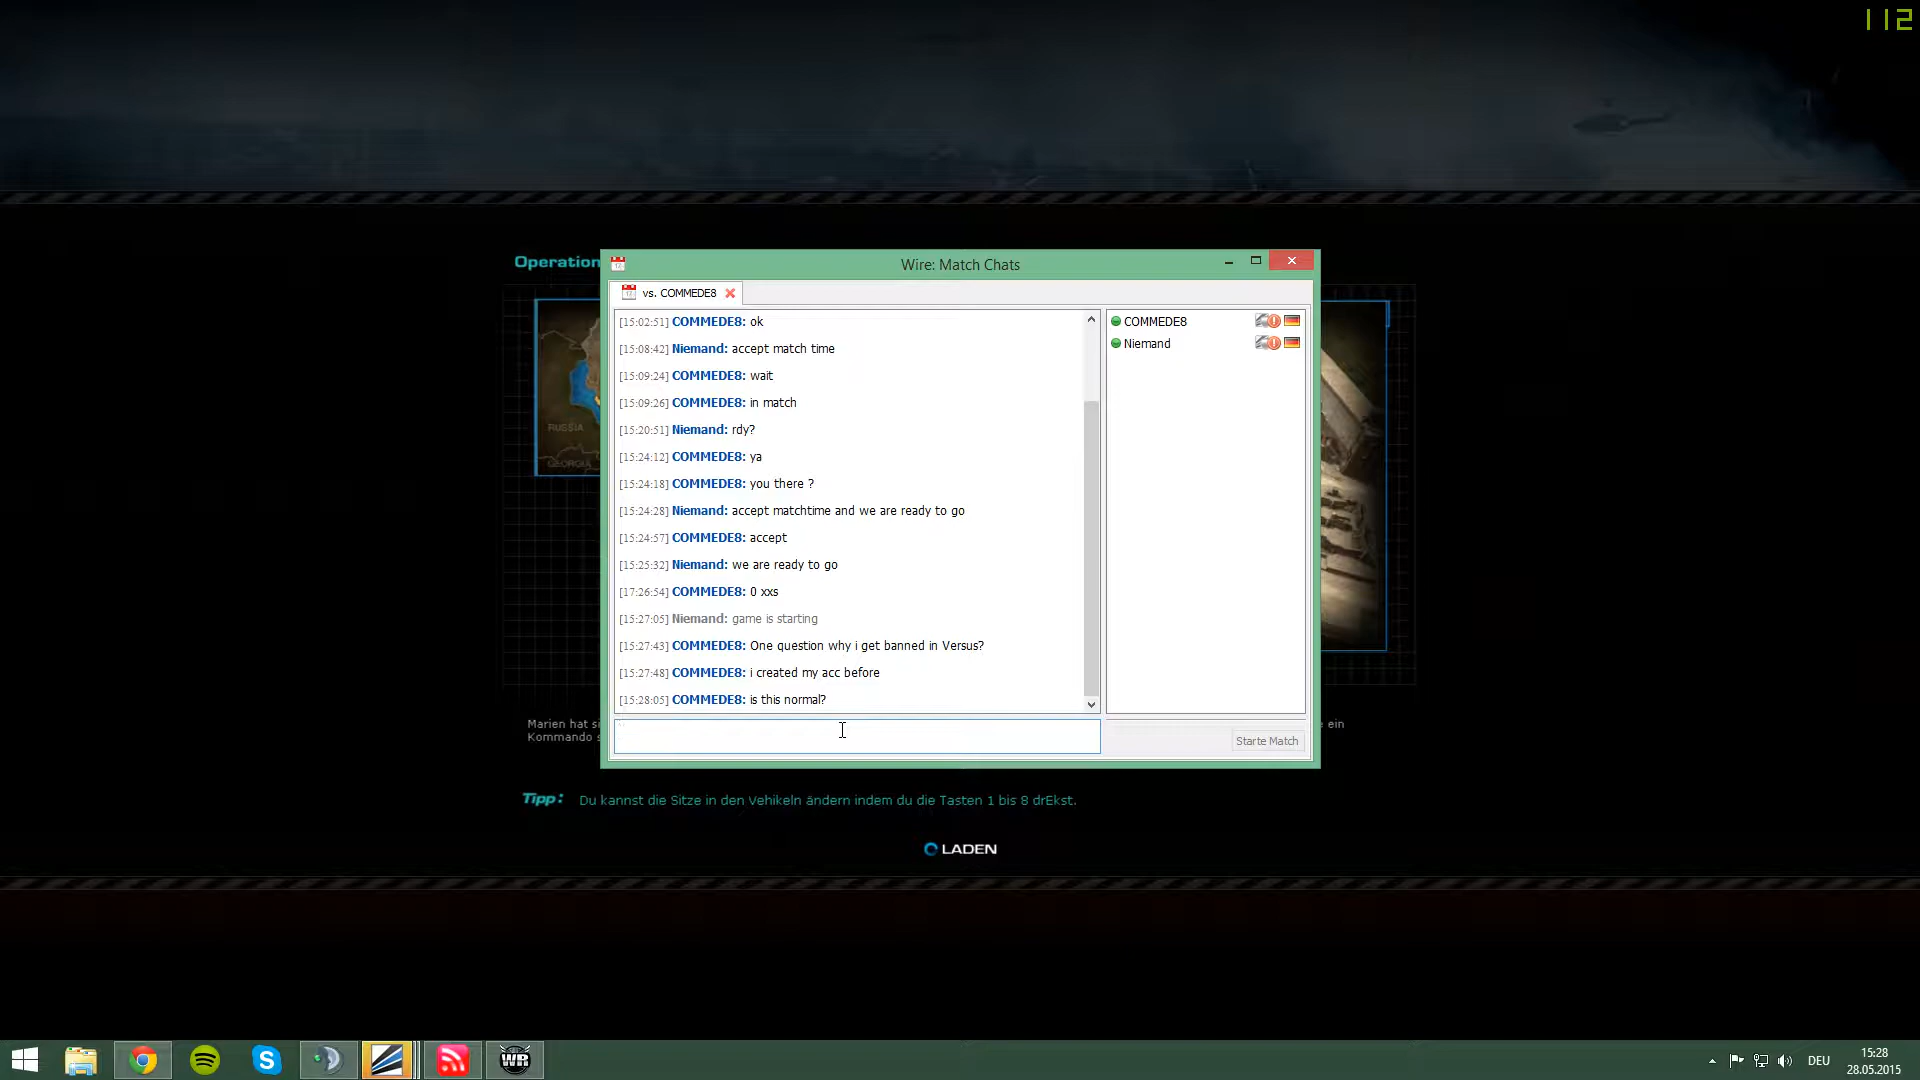 112
Operation
Wire: Match Chats
vs. COMMEDE8
[15:02:51] COMMEDE8: ok
[15:08:42] Niemand: accept match time
[15:09:24] COMMEDE8: wait
[15:09:26] COMMEDE8: in match
[15:20:51] Niemand: rdy?
[15:24:12] COMMEDE8: ya
[15:24:18] COMMEDE8: you there ?
[15:24:28] Niemand: accept matchtime and we are ready to go
[15:24:57] COMMEDE8: accept
[15:25:32] Niemand: we are ready to go
[17:26:54] COMMEDE8: 0 xxs
[15:27:05] Niemand: game is starting
[15:27:43] COMMEDE8: One question why i get banned in Versus?
[15:27:48] COMMEDE8: i created my acc before
[15:28:05] COMMEDE8: is this normal?
COMMEDE8
Niemand
Starte Match
RUSSIA
GEORGIA
Marien hat si
e ein
Kommando s
Tipp: Du kannst die Sitze in den Vehikeln ändern indem du die Tasten 1 bis 8 drEkst.
LADEN
WR
DEU
15:28
28.05.2015